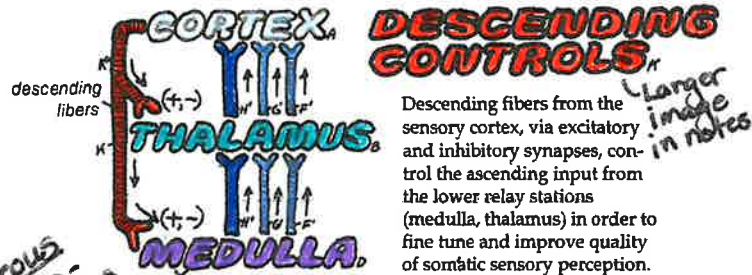 CORTEX A
DESCENDING
CONTROLS K'
K'
descending
libers
(+,-)
H' G' F'
Larger
image
in notes
Descending fibers from the
sensory cortex, via excitatory
and inhibitory synapses, con-
trol the ascending input from
the lower relay stations
(medulla, thalamus) in order to
fine tune and improve quality
of somatic sensory perception.
THALAMUS B
K'
(+,-)
H' G' F'
MEDULLA D